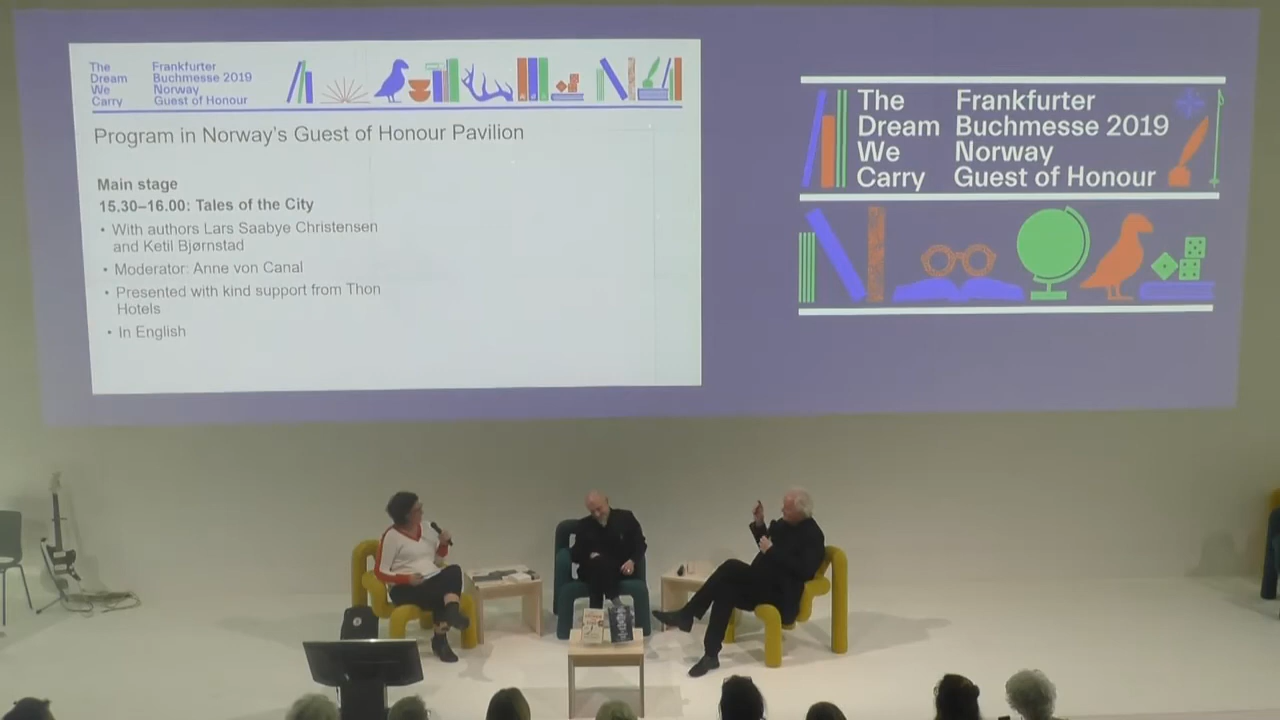 The
Dream
We
Carry
Frankfurter
Buchmesse 2019
Norway
Guest of Honour
Program in Norway's Guest of Honour Pavilion
Main stage
15.30–16.00: Tales of the City
• With authors Lars Saabye Christensen
and Ketil Bjørnstad
• Moderator: Anne von Canal
• Presented with kind support from Thon
Hotels
• In English
The
Dream
We
Carry
Frankfurter
Buchmesse 2019
Norway
Guest of Honour